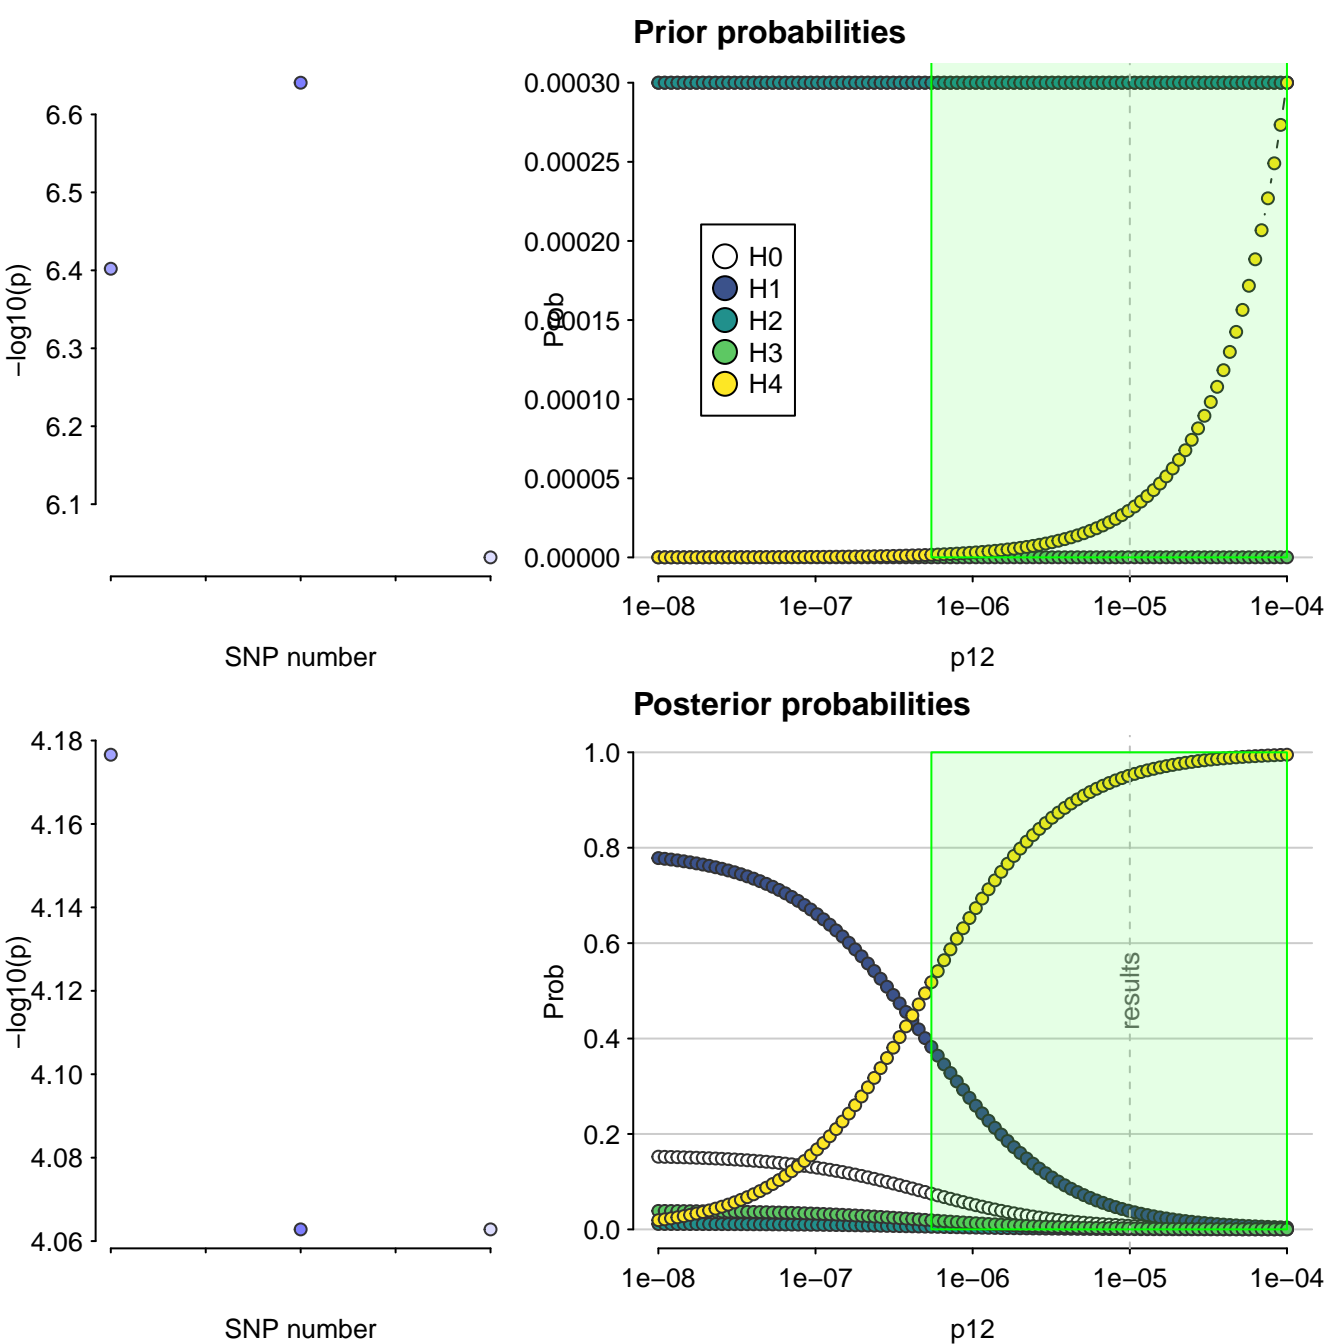 Prior probabilities
6.6
6.5
6.4
6.3
6.2
6.1
−log10(p)
SNP number
0.00030
0.00025
0.00020
0.00015
0.00010
0.00005
0.00000
Prob
H0
H1
H2
H3
H4
1e−08 1e−07 1e−06 1e−05 1e−04
p12
Posterior probabilities
4.18
4.16
4.14
4.12
4.10
4.08
4.06
−log10(p)
SNP number
1.0
0.8
0.6
0.4
0.2
0.0
Prob
results
1e−08 1e−07 1e−06 1e−05 1e−04
p12